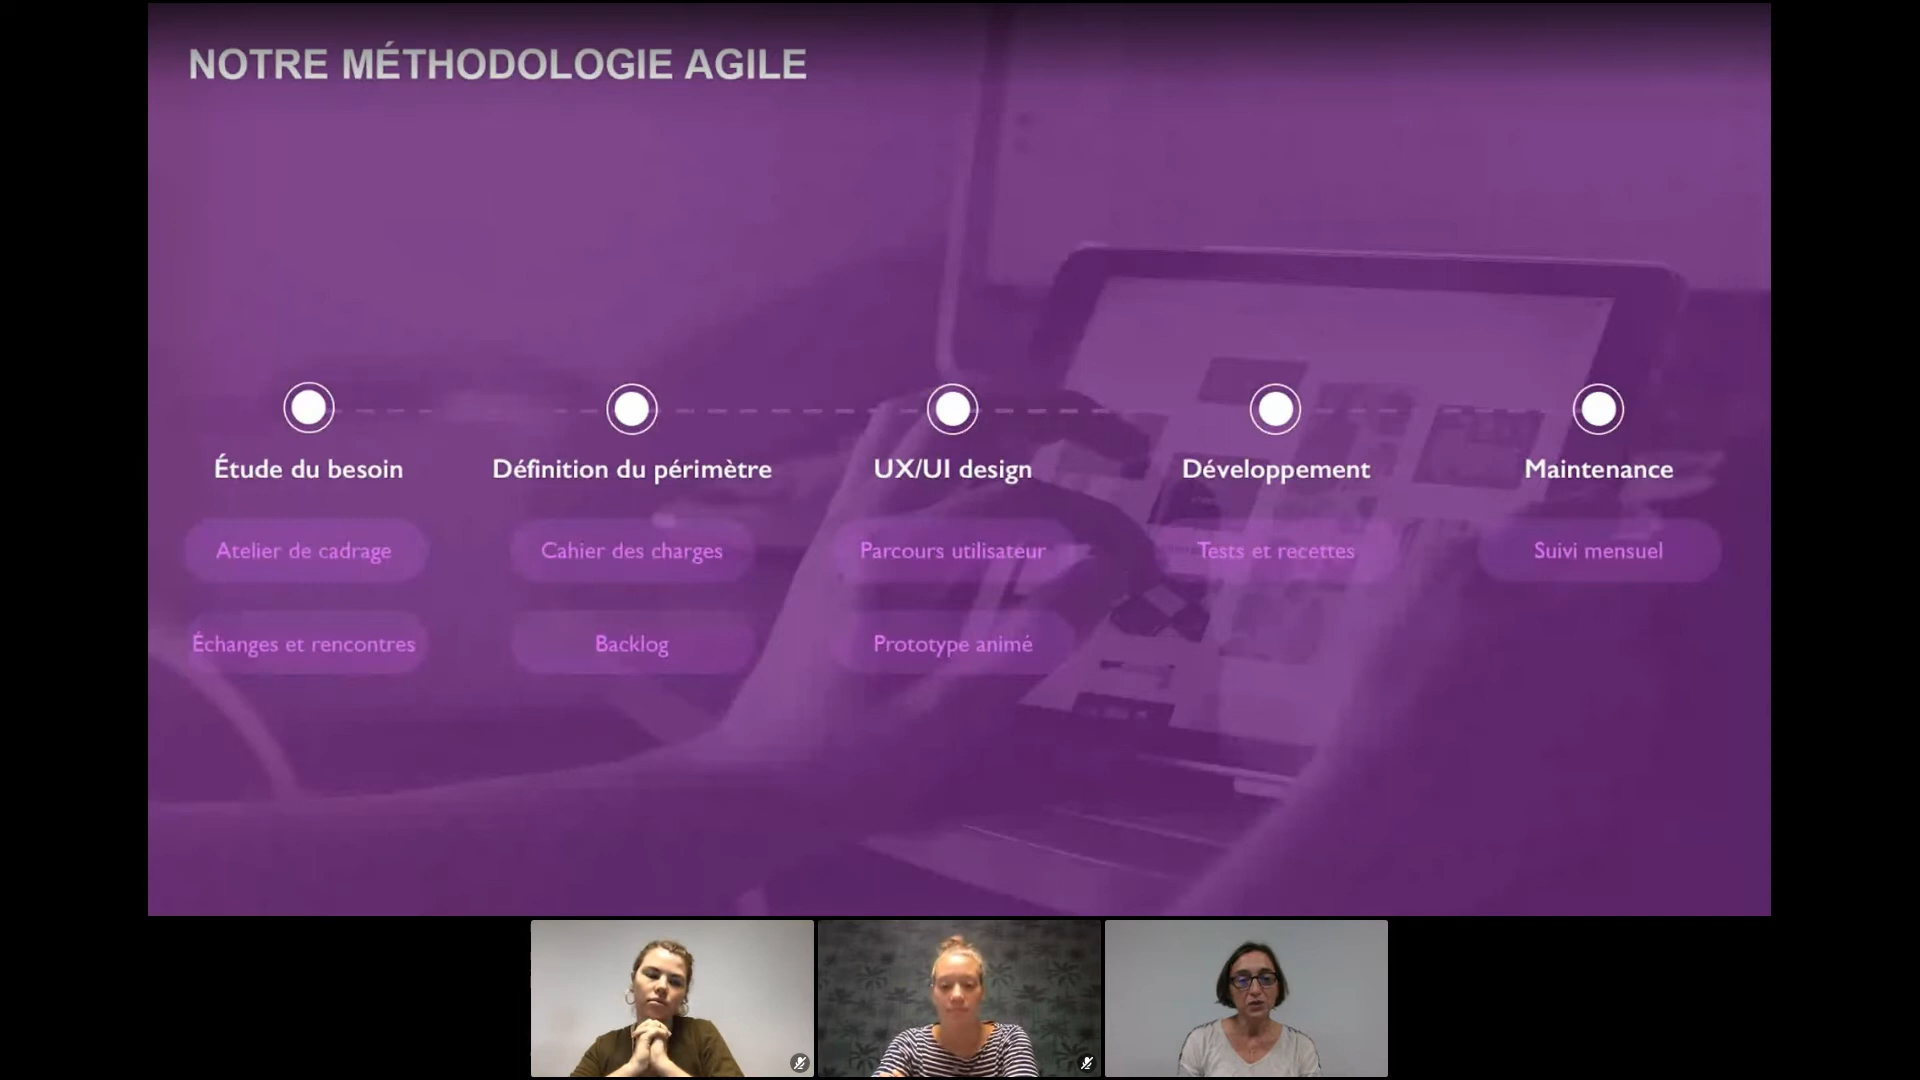 NOTRE MÉTHODOLOGIE AGILE
Étude du besoin
Définition du périmètre
UX/UI design
Développement
Maintenance
Atelier de cadrage
Cahier des charges
Parcours utilisateur
Tests et recettes
Suivi mensuel
Échanges et rencontres
Backlog
Prototype animé